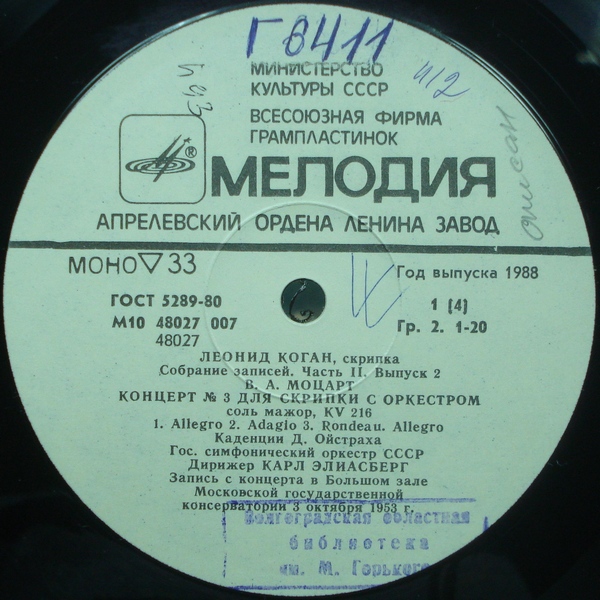 Г6411
МИНИСТЕРСТВО
КУЛЬТУРЫ СССР
ВСЕСОЮЗНАЯ ФИРМА
ГРАМПЛАСТИНОК
®
МЕЛОДИЯ
АПРЕЛЕВСКИЙ ОРДЕНА ЛЕНИНА ЗАВОД
МОНО 33
Год выпуска 1988
ГОСТ 5289-80
1 (4)
М10 48027 007
Гр. 2. 1-20
48027
ЛЕОНИД КОГАН, скрипка
Собрание записей. Часть II. Выпуск 2
В. А. МОЦАРТ
КОНЦЕРТ № 3 ДЛЯ СКРИПКИ С ОРКЕСТРОМ
соль мажор, KV 216
1. Allegro 2. Adagio 3. Rondeau. Allegro
Каденции Д. Ойстраха
Гос. симфонический оркестр СССР
Дирижер КАРЛ ЭЛИАСБЕРГ
Запись с концерта в Большом зале
Московской государственной
консерватории 3 октября 1953 г.
Волгоградская областная
библиотека
им. М. Горького